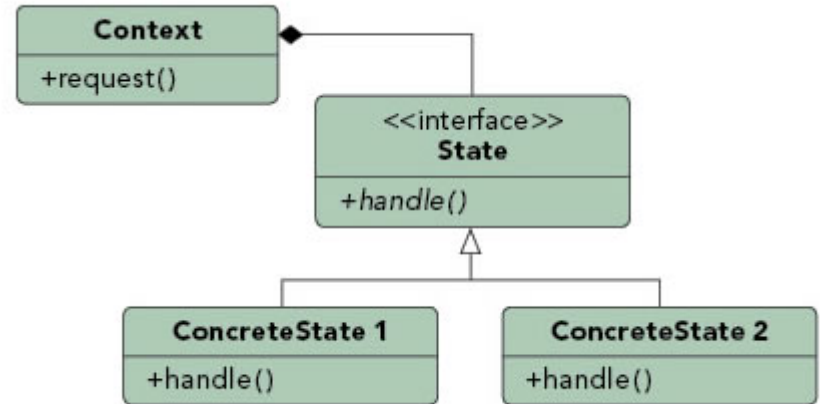 Context
+request()
<<interface>>
State
+handle()
ConcreteState 1
+handle()
ConcreteState 2
+handle()